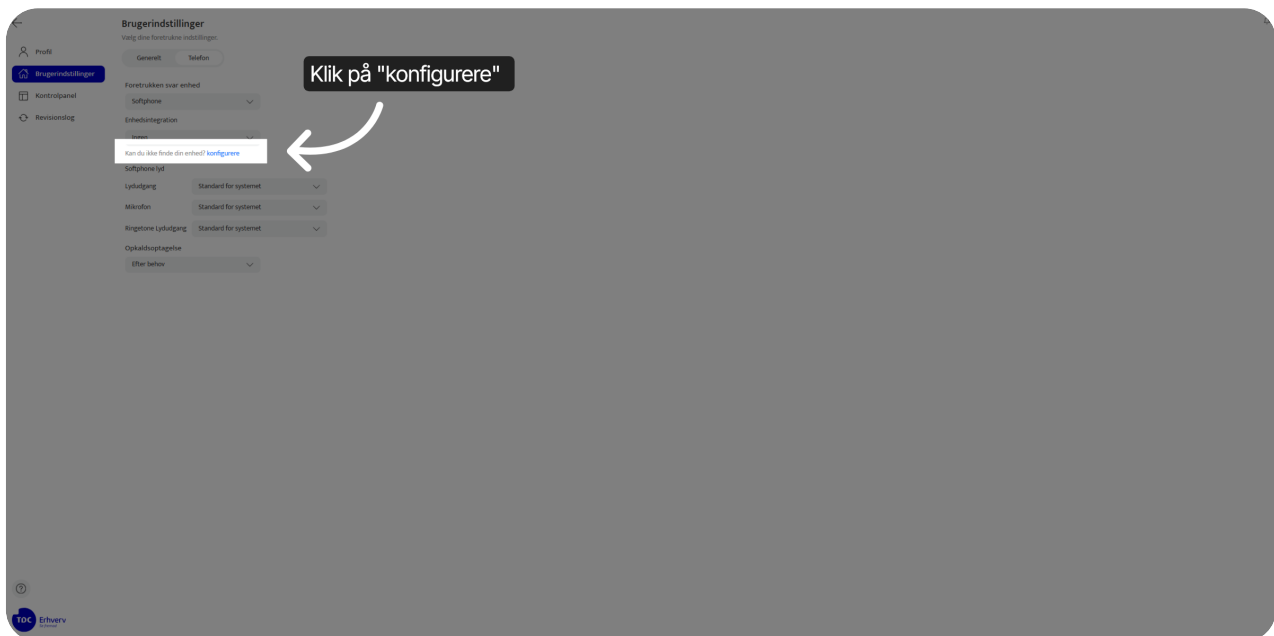 Brugerindstillinger
Vælg dine foretrukne indstillinger.
Profil
Brugerindstillinger
Kontrolpanel
Revisionslog
Generelt
Telefon
Klik på "konfigurere"
Foretrukken svar enhed
Softphone
Enhedsintegration
Ingen
Kan du ikke finde din enhed? konfigurere
Softphone lyd
Lydudgang Standard for systemet
Mikrofon Standard for systemet
Ringetone Lydudgang Standard for systemet
Opkaldsoptagelse
Efter behov
TDC Erhverv